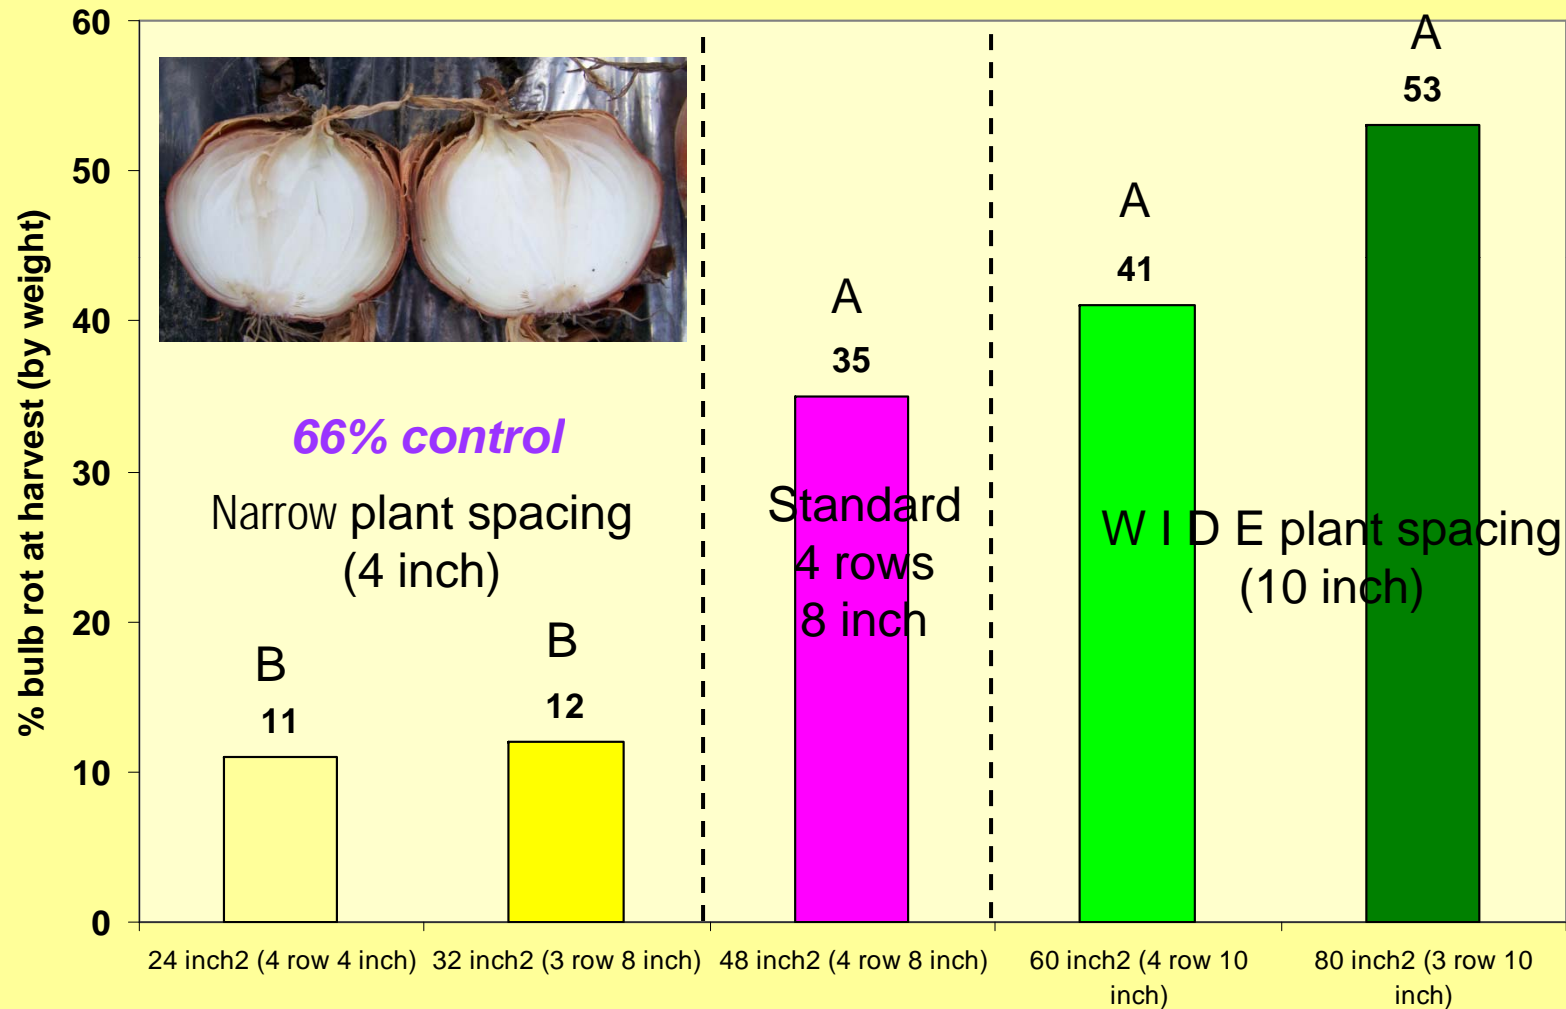 % bulb rot at harvest (by weight)
60
50
40
30
20
10
0
66% control
Narrow plant spacing
(4 inch)
B
11
B
12
A
35
Standard
4 rows
8 inch
A
41
A
53
W I D E plant spacing
(10 inch)
24 inch2 (4 row 4 inch)
32 inch2 (3 row 8 inch)
48 inch2 (4 row 8 inch)
60 inch2 (4 row 10
inch)
80 inch2 (3 row 10
inch)